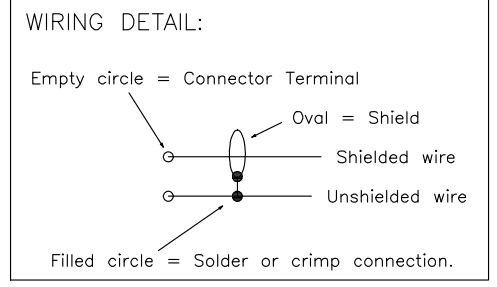 WIRING DETAIL:
Empty circle = Connector Terminal
Oval = Shield
Shielded wire
Unshielded wire
Filled circle = Solder or crimp connection.